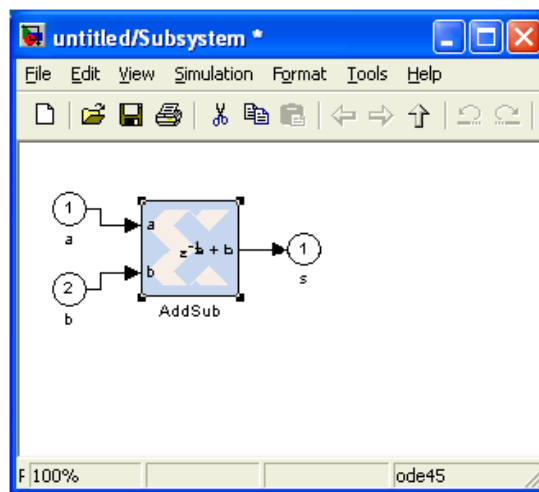 untitled/Subsystem *
File Edit View Simulation Format Tools Help
1
a
a
2
b
b
1
s
AddSub
F 100% ode45